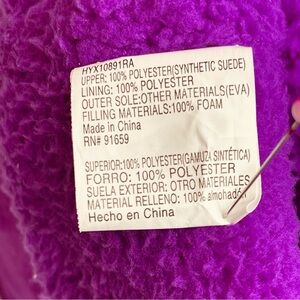 HYX10891RA
UPPER: 100% POLYESTER(SYNTHETIC SUEDE)
LINING: 100% POLYESTER
OUTER SOLE:OTHER MATERIALS(EVA)
FILLING MATERIALS:100% FOAM
Made in China
RN# 91659
SUPERIOR:100% POLYESTER(GAMUZA SINTÉTICA)
FORRO: 100% POLYESTER
SUELA EXTERIOR: OTRO MATERIALES
MATERIAL RELLENO: 100% almohadón
Hecho en China